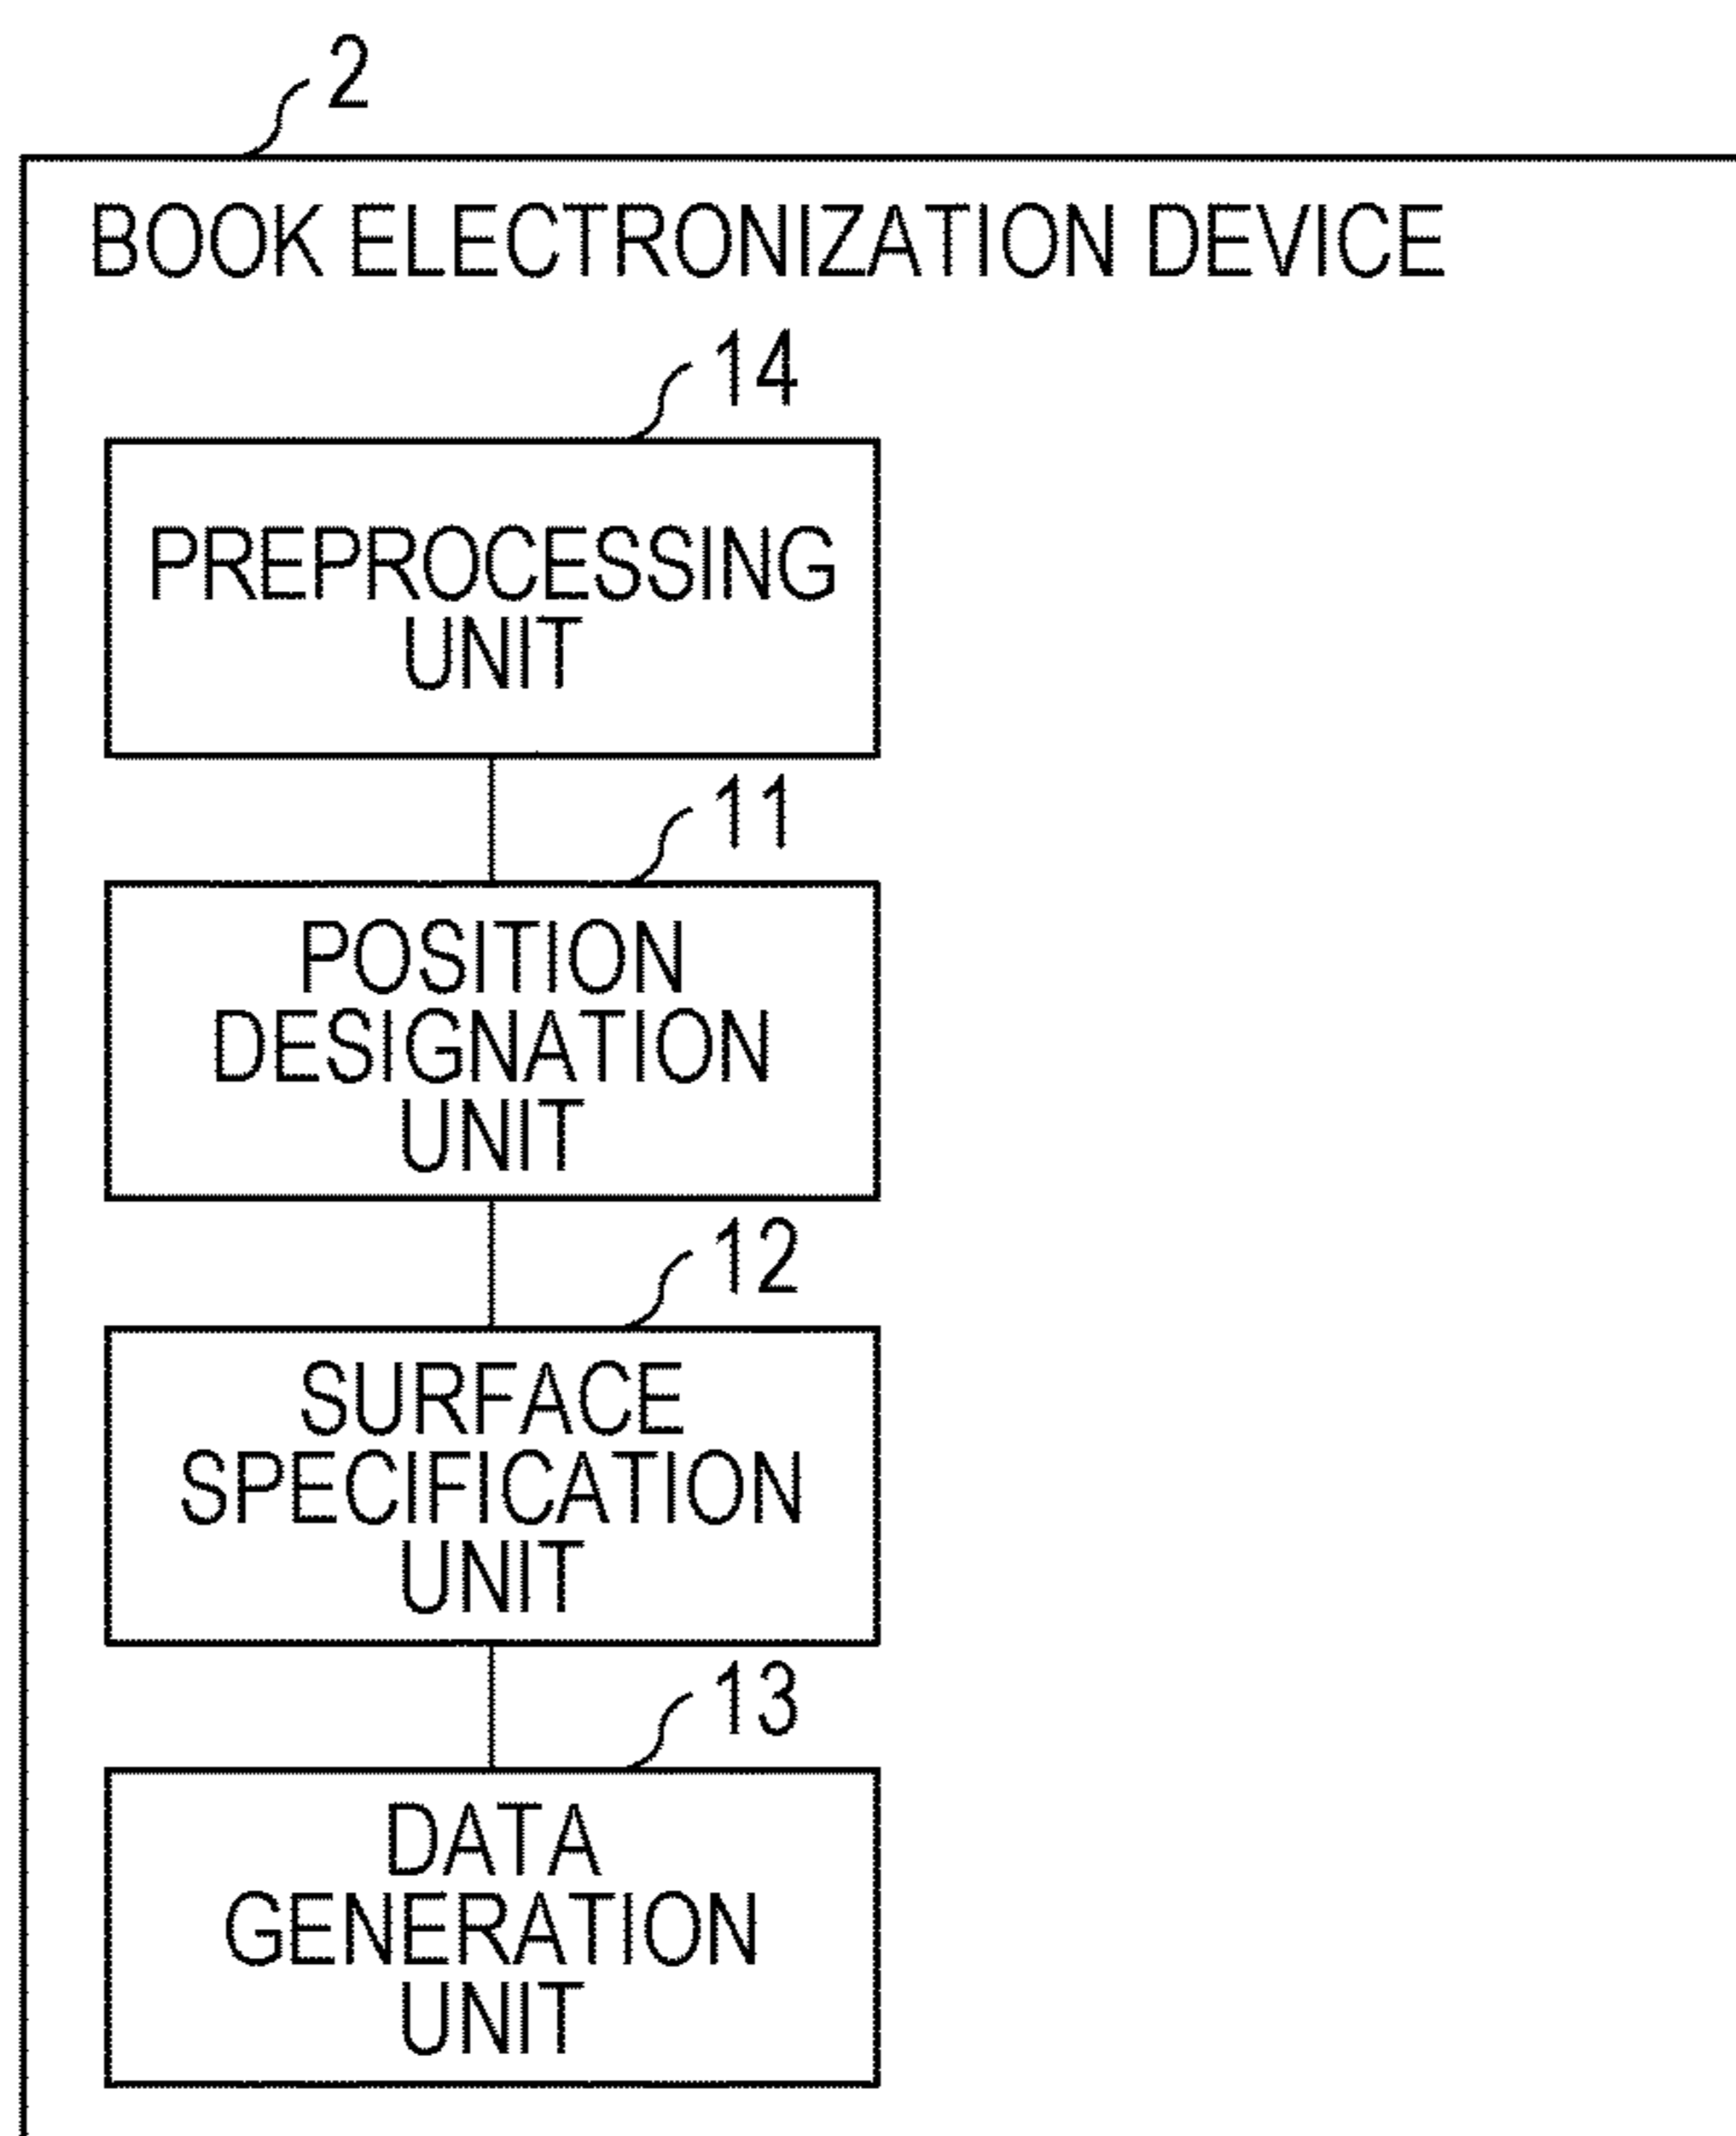 2
BOOK ELECTRONIZATION DEVICE
14
PREPROCESSING
UNIT
11
POSITION
DESIGNATION
UNIT
12
SURFACE
SPECIFICATION
UNIT
13
DATA
GENERATION
UNIT